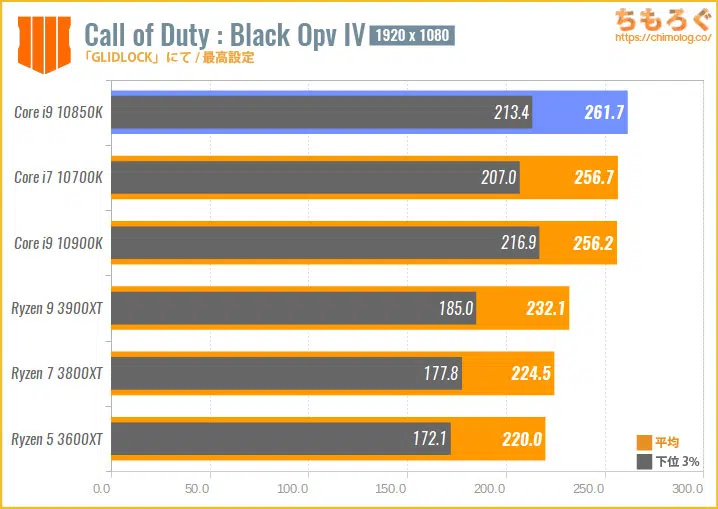 Call of Duty : Black Opv IV 1920 x 1080
「GLIDLOCK」にて / 最高設定
ちもろぐ
https://chimolog.co/
Core i9 10850K 213.4 261.7
Core i7 10700K 207.0 256.7
Core i9 10900K 216.9 256.2
Ryzen 9 3900XT 185.0 232.1
Ryzen 7 3800XT 177.8 224.5
Ryzen 5 3600XT 172.1 220.0
平均
下位 3%
0.0 50.0 100.0 150.0 200.0 250.0 300.0